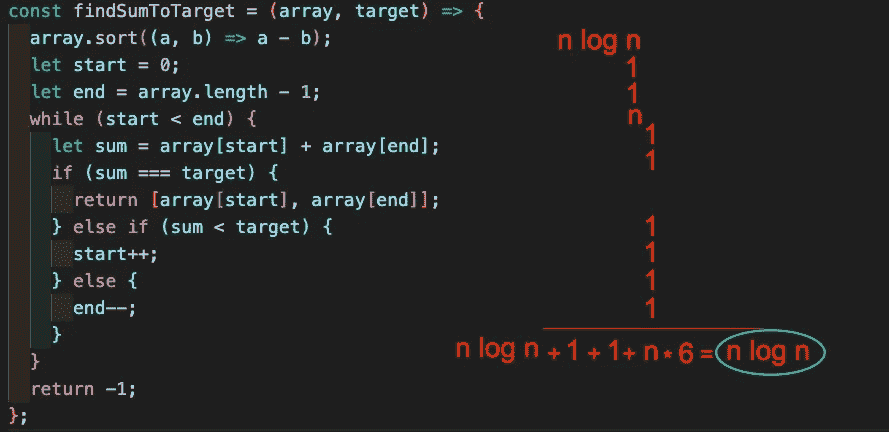 const findSumToTarget = (array, target) => {
array.sort((a, b) => a - b); n log n
let start = 0; 1
let end = array.length - 1; 1
while (start < end) { n
let sum = array[start] + array[end]; 1
if (sum === target) { 1
return [array[start], array[end]];
} else if (sum < target) { 1
start++; 1
} else { 1
end--; 1
}
n log n + 1 + 1 + n * 6 = n log n
}
return -1;
};